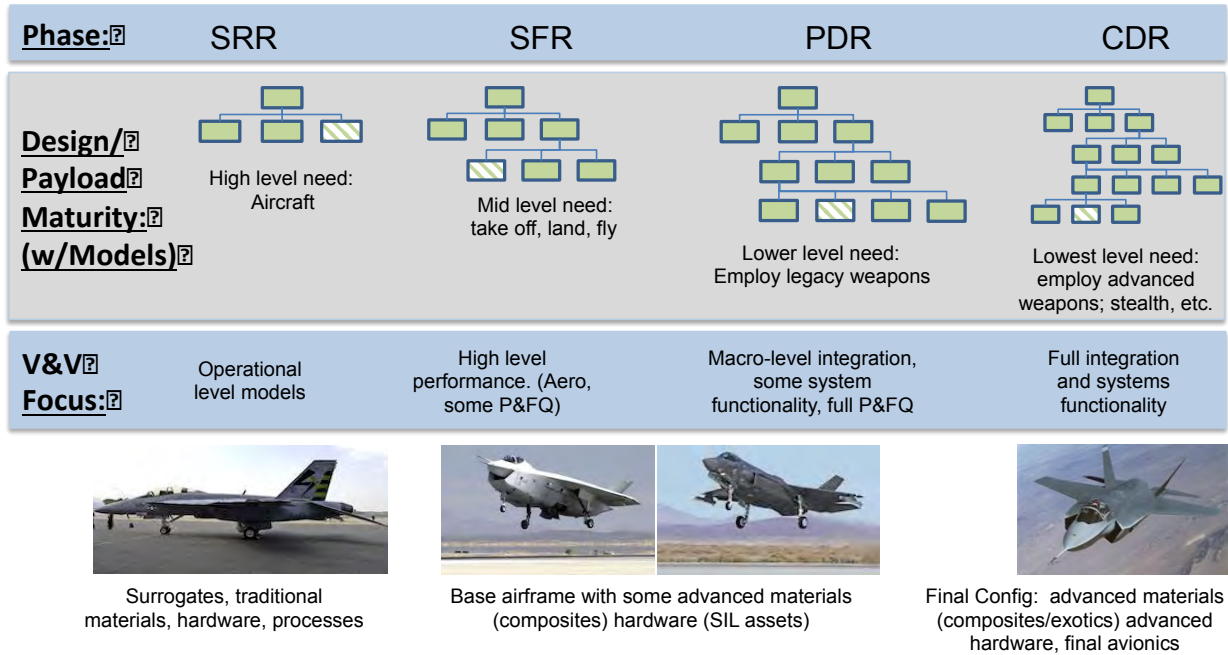 Phase:⍰ SRR SFR PDR CDR
Design/⍰
Payload⍰
Maturity:⍰
(w/Models)⍰
High level need:
Aircraft
Mid level need:
take off, land, fly
Lower level need:
Employ legacy weapons
Lowest level need:
employ advanced
weapons; stealth, etc.
V&V⍰
Focus:⍰
Operational
level models
High level
performance. (Aero,
some P&FQ)
Macro-level integration,
some system
functionality, full P&FQ
Full integration
and systems
functionality
Surrogates, traditional
materials, hardware, processes
Base airframe with some advanced materials
(composites) hardware (SIL assets)
Final Config: advanced materials
(composites/exotics) advanced
hardware, final avionics